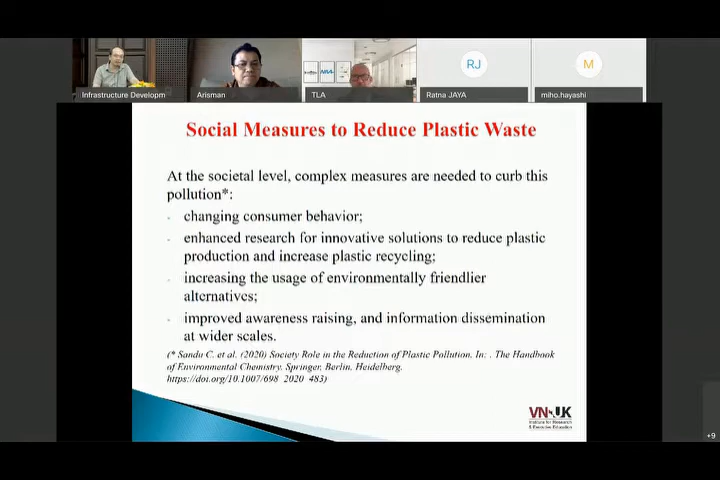 Infrastructure Developm
Arisman
TLA
RJ
Ratna JAYA
M
miho.hayashi
Social Measures to Reduce Plastic Waste
At the societal level, complex measures are needed to curb this
pollution*:
- changing consumer behavior;
- enhanced research for innovative solutions to reduce plastic
production and increase plastic recycling;
- increasing the usage of environmentally friendlier
alternatives;
- improved awareness raising, and information dissemination
at wider scales.
(* Sandu C. et al. (2020) Society Role in the Reduction of Plastic Pollution. In: . The Handbook
of Environmental Chemistry. Springer, Berlin, Heidelberg.
https://doi.org/10.1007/698_2020_483)
VN-UK
Institute for Research
& Executive Education
+9